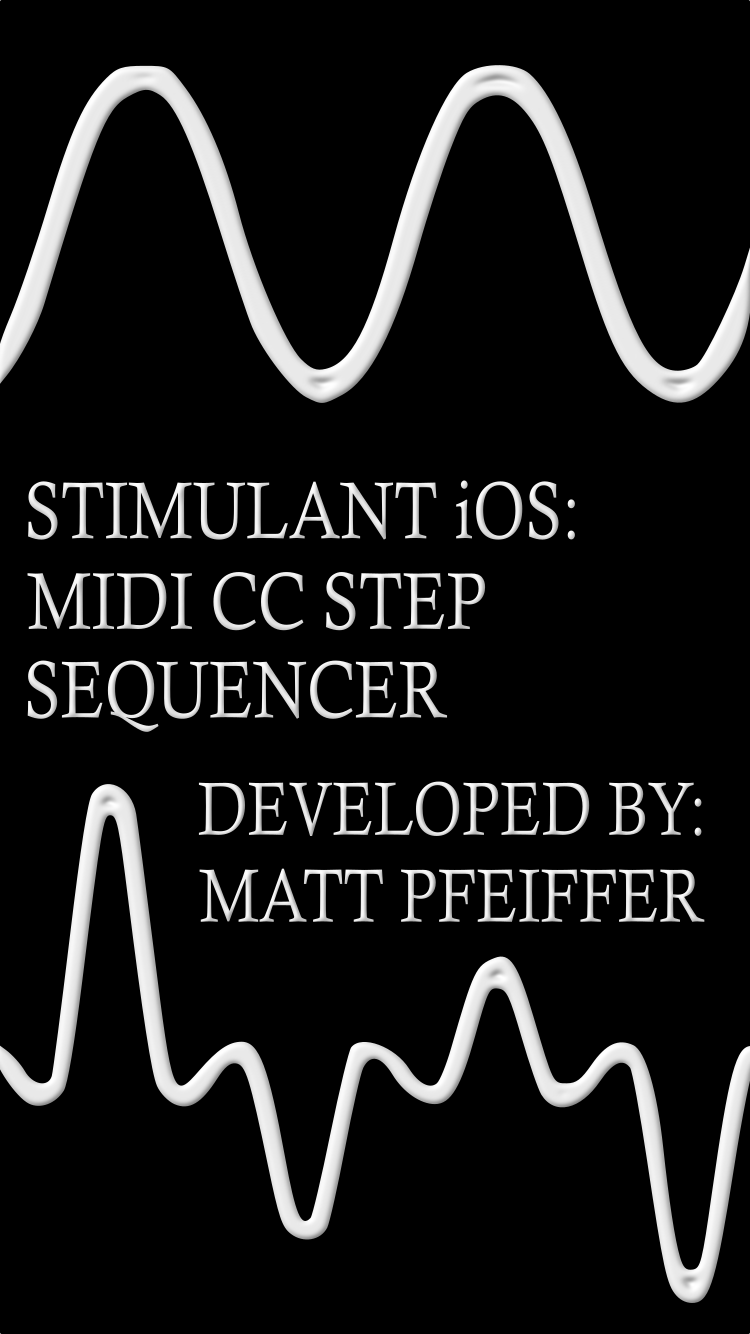 STIMULANT iOS:
MIDI CC STEP
SEQUENCER
DEVELOPED BY:
MATT PFEIFFER